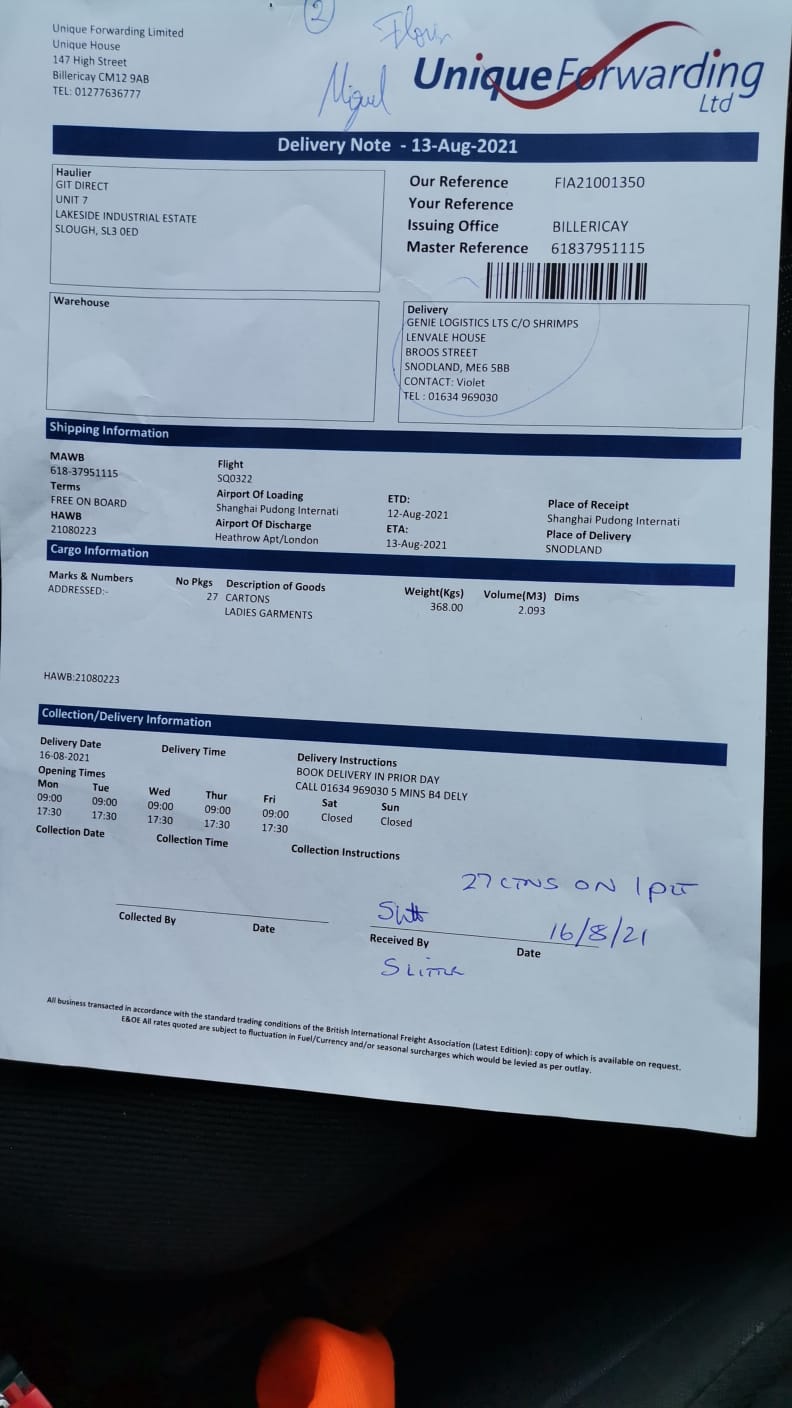 Unique Forwarding Limited
Unique House
147 High Street
Billericay CM12 9AB
TEL: 01277636777
2
Floris
Miguel
UniqueForwarding
Ltd
Delivery Note - 13-Aug-2021
Haulier
GIT DIRECT
UNIT 7
LAKESIDE INDUSTRIAL ESTATE
SLOUGH, SL3 0ED
Our Reference FIA21001350
Your Reference
Issuing Office BILLERICAY
Master Reference 61837951115
Warehouse
Delivery
GENIE LOGISTICS LTS C/O SHRIMPS
LENVALE HOUSE
BROOS STREET
SNODLAND, ME6 5BB
CONTACT: Violet
TEL : 01634 969030
Shipping Information
MAWB
618-37951115
Terms
FREE ON BOARD
HAWB
21080223
Flight
SQ0322
Airport Of Loading
Shanghai Pudong Internati
Airport Of Discharge
Heathrow Apt/London
ETD:
12-Aug-2021
ETA:
13-Aug-2021
Place of Receipt
Shanghai Pudong Internati
Place of Delivery
SNODLAND
Cargo Information
Marks & Numbers No Pkgs Description of Goods Weight(Kgs) Volume(M3) Dims
ADDRESSED:- 27 CARTONS 368.00 2.093
LADIES GARMENTS
HAWB:21080223
Collection/Delivery Information
Delivery Date Delivery Time Delivery Instructions
16-08-2021 BOOK DELIVERY IN PRIOR DAY
Opening Times CALL 01634 969030 5 MINS B4 DELY
Mon Tue Wed Thur Fri Sat Sun
09:00 09:00 09:00 09:00 09:00 Closed Closed
17:30 17:30 17:30 17:30 17:30
Collection Date Collection Time Collection Instructions
27 CTNS ON 1 PLT
16/8/21
Collected By Date Received By Date
All business transacted in accordance with the standard trading conditions of the British International Freight Association (Latest Edition): copy of which is available on request.
E&OE All rates quoted are subject to fluctuation in Fuel/Currency and/or seasonal surcharges which would be levied as per outlay.